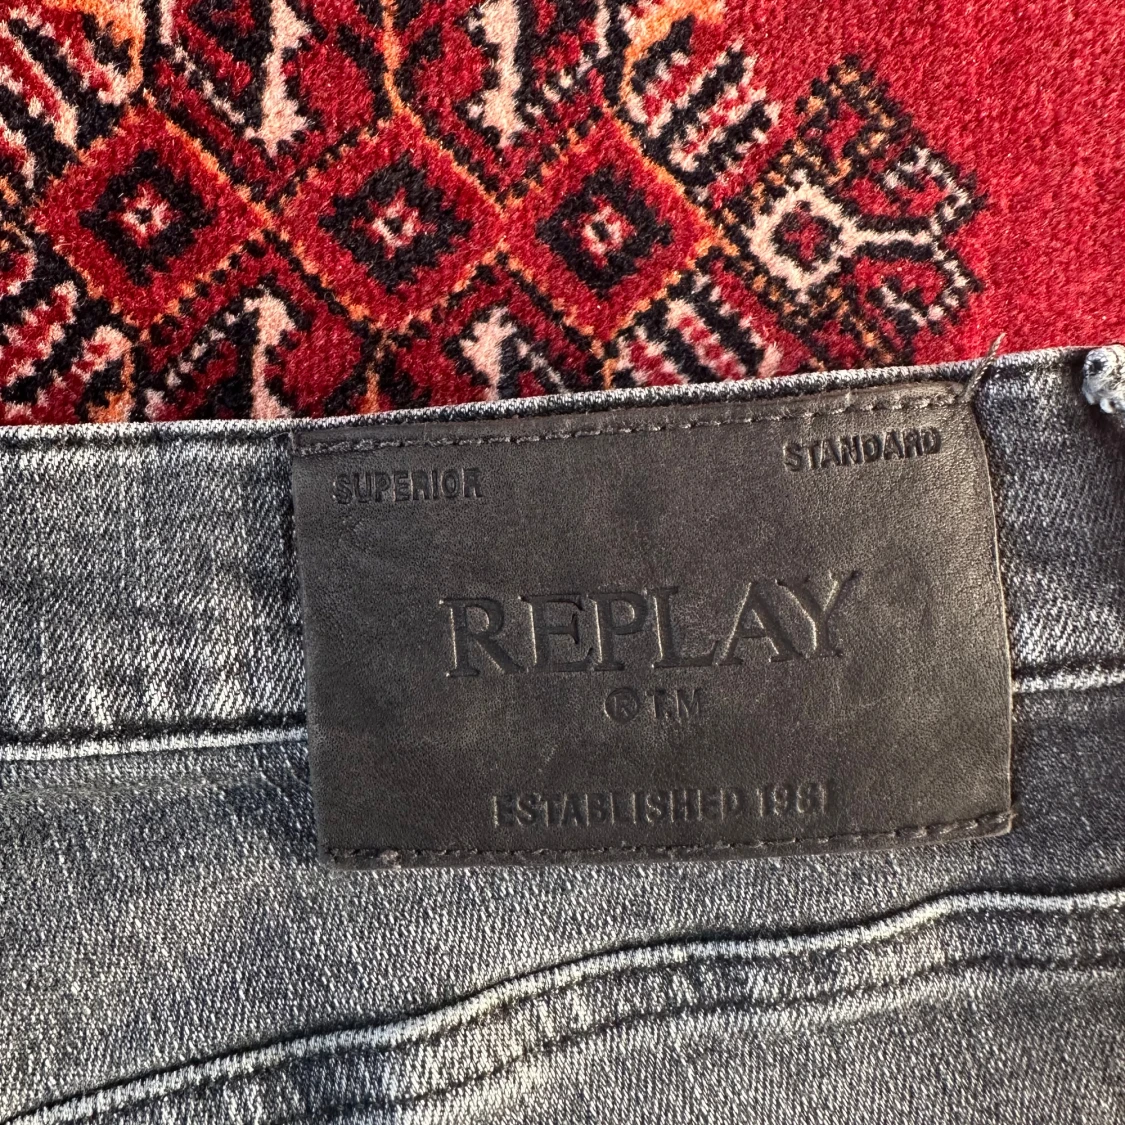 SUPERIOR STANDARD
REPLAY
® T.M
ESTABLISHED 1981